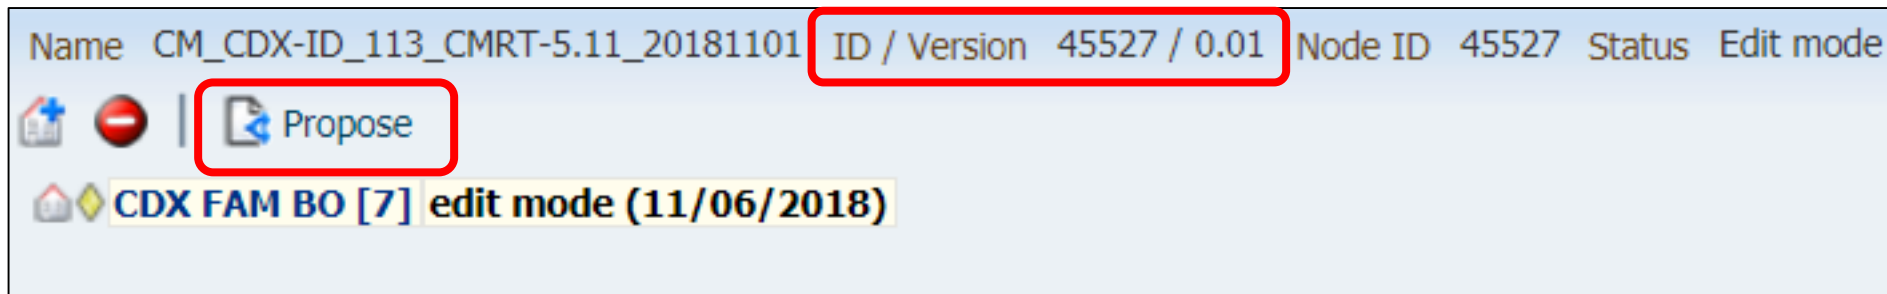 Name CM_CDX-ID_113_CMRT-5.11_20181101 ID / Version 45527 / 0.01 Node ID 45527 Status Edit mode
Propose
CDX FAM BO [7] edit mode (11/06/2018)